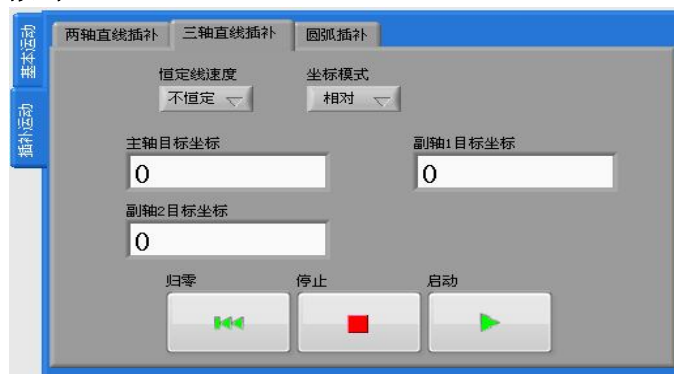 基本运动
插补运动
两轴直线插补
三轴直线插补
圆弧插补
恒定线速度
坐标模式
不恒定
相对
主轴目标坐标
副轴1目标坐标
0
0
副轴2目标坐标
0
归零
停止
启动